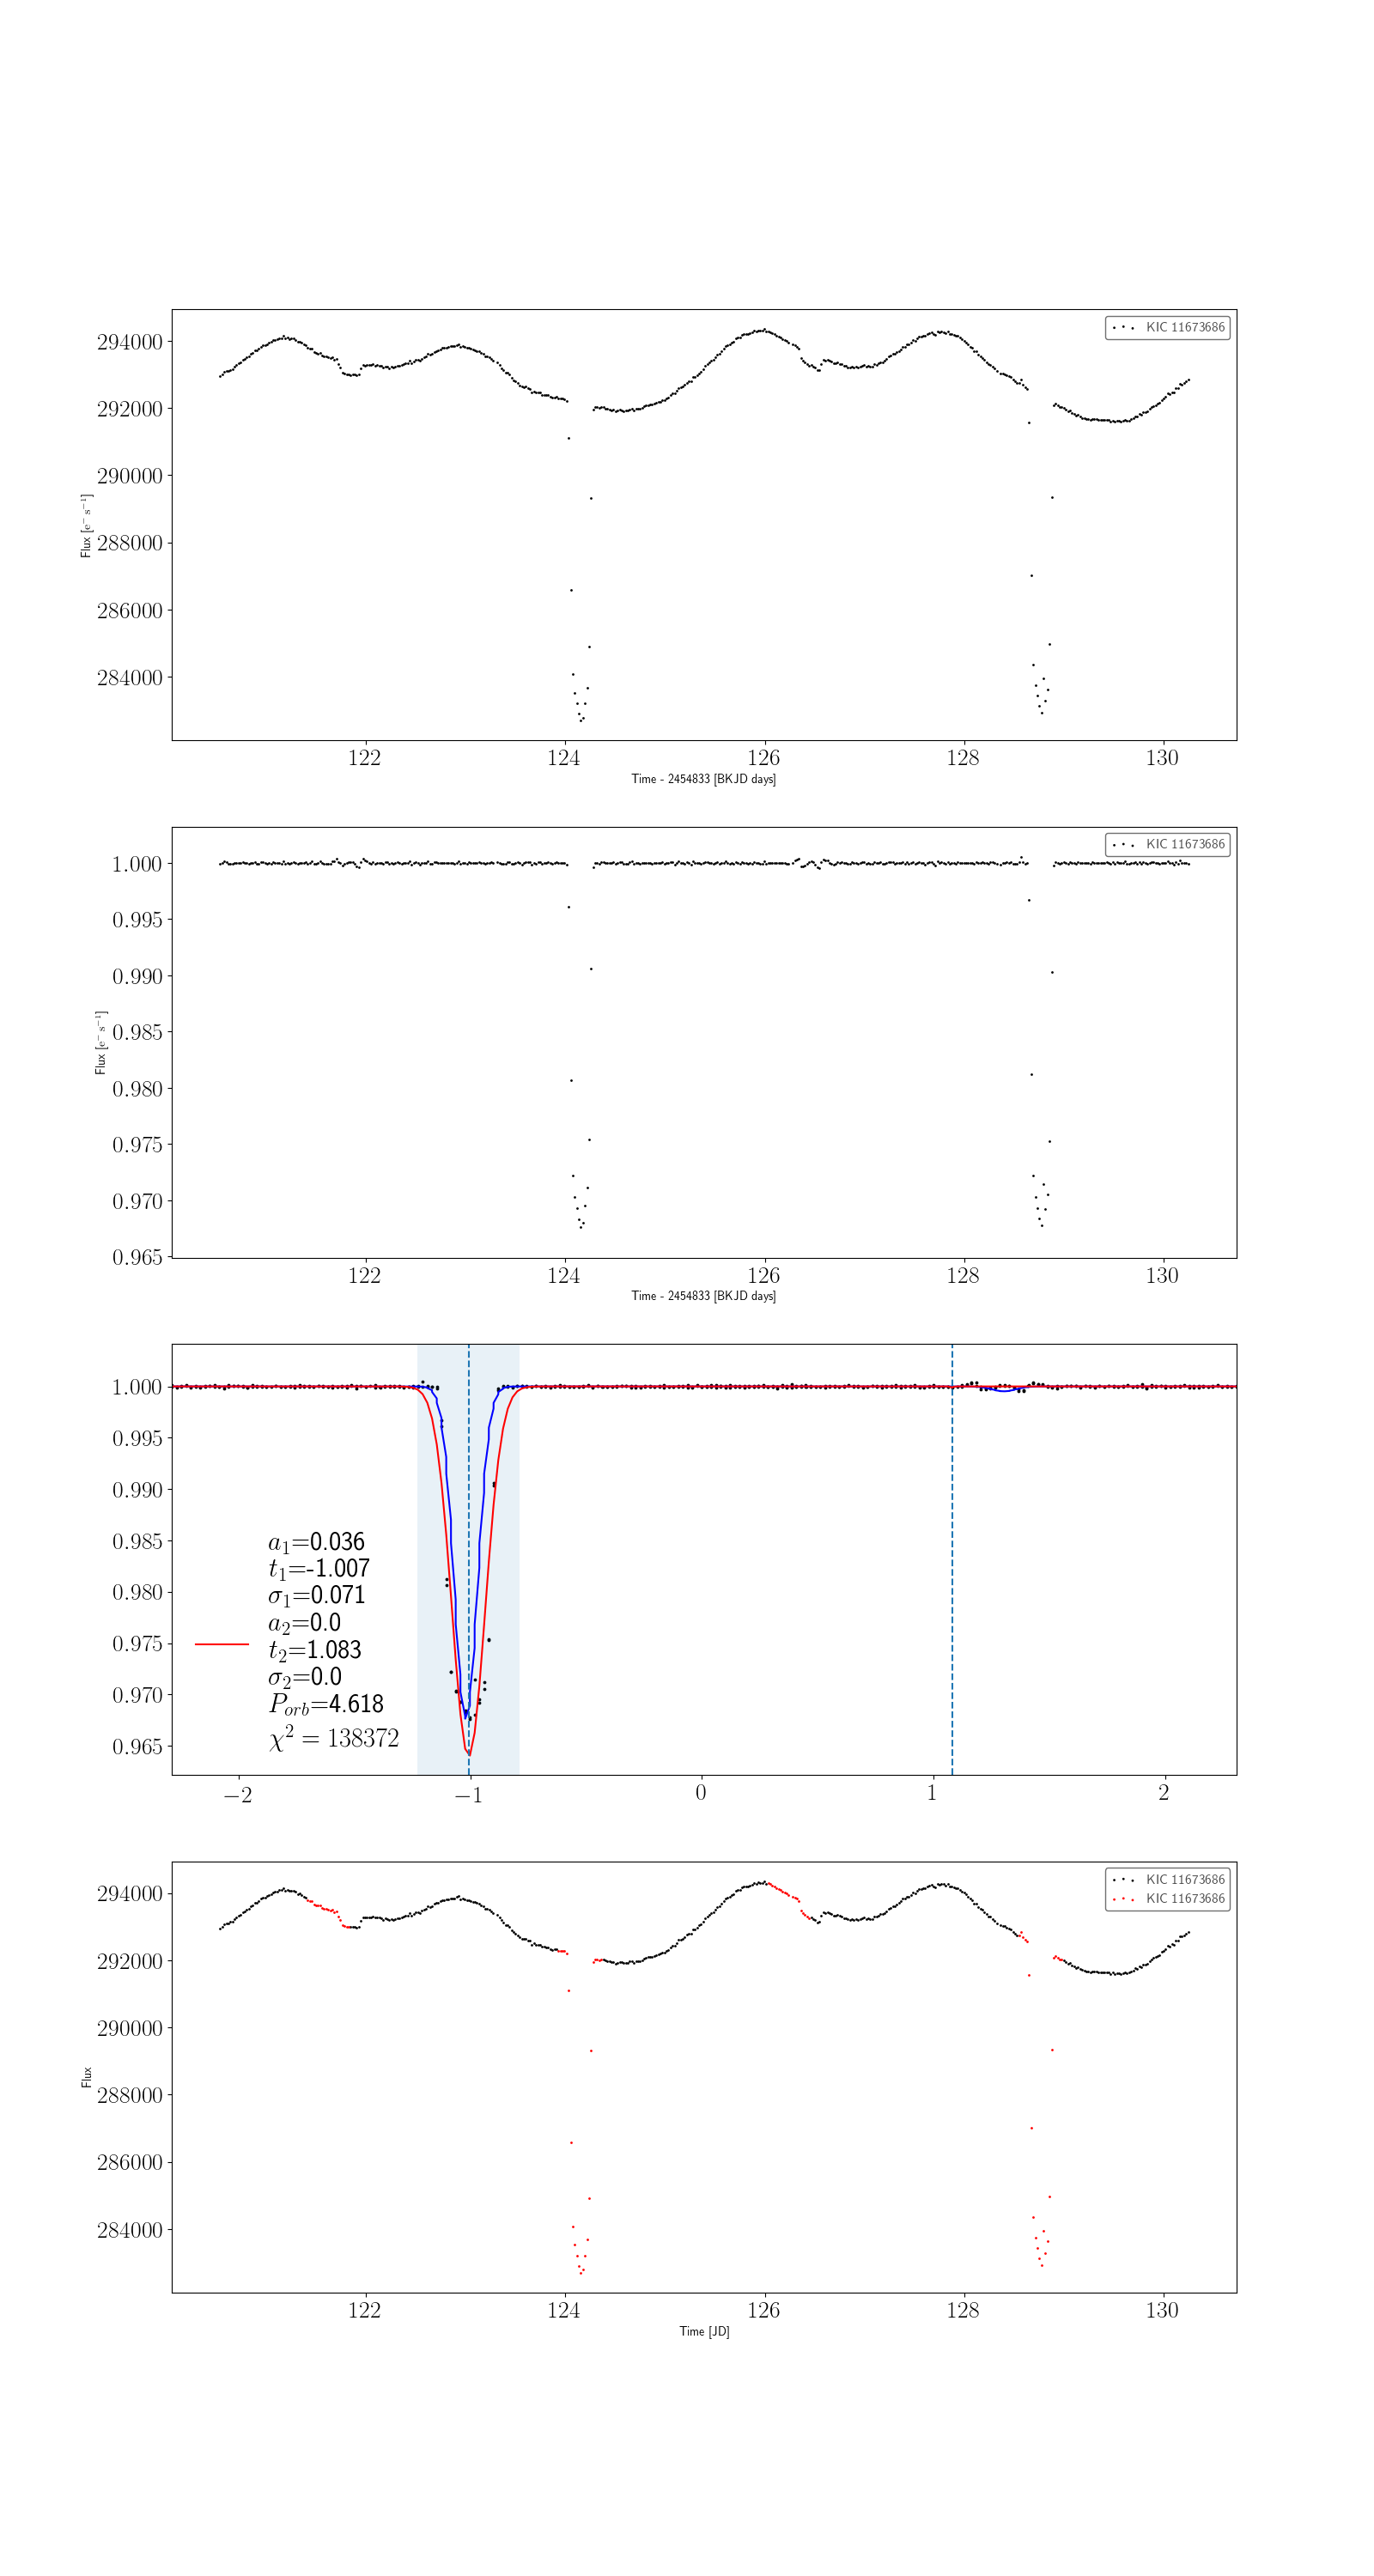 294000
292000
290000
288000
286000
284000
Flux [e⁻ s⁻¹]
KIC 11673686
122 124 126 128 130
Time - 2454833 [BKJD days]
1.000
0.995
0.990
0.985
0.980
0.975
0.970
0.965
Flux [e⁻ s⁻¹]
KIC 11673686
122 124 126 128 130
Time - 2454833 [BKJD days]
1.000
0.995
0.990
0.985
0.980
0.975
0.970
0.965
a₁=0.036
t₁=-1.007
σ₁=0.071
a₂=0.0
t₂=1.083
σ₂=0.0
P_orb=4.618
χ² = 138372
−2 −1 0 1 2
294000
292000
290000
288000
286000
284000
Flux
KIC 11673686
KIC 11673686
122 124 126 128 130
Time [JD]